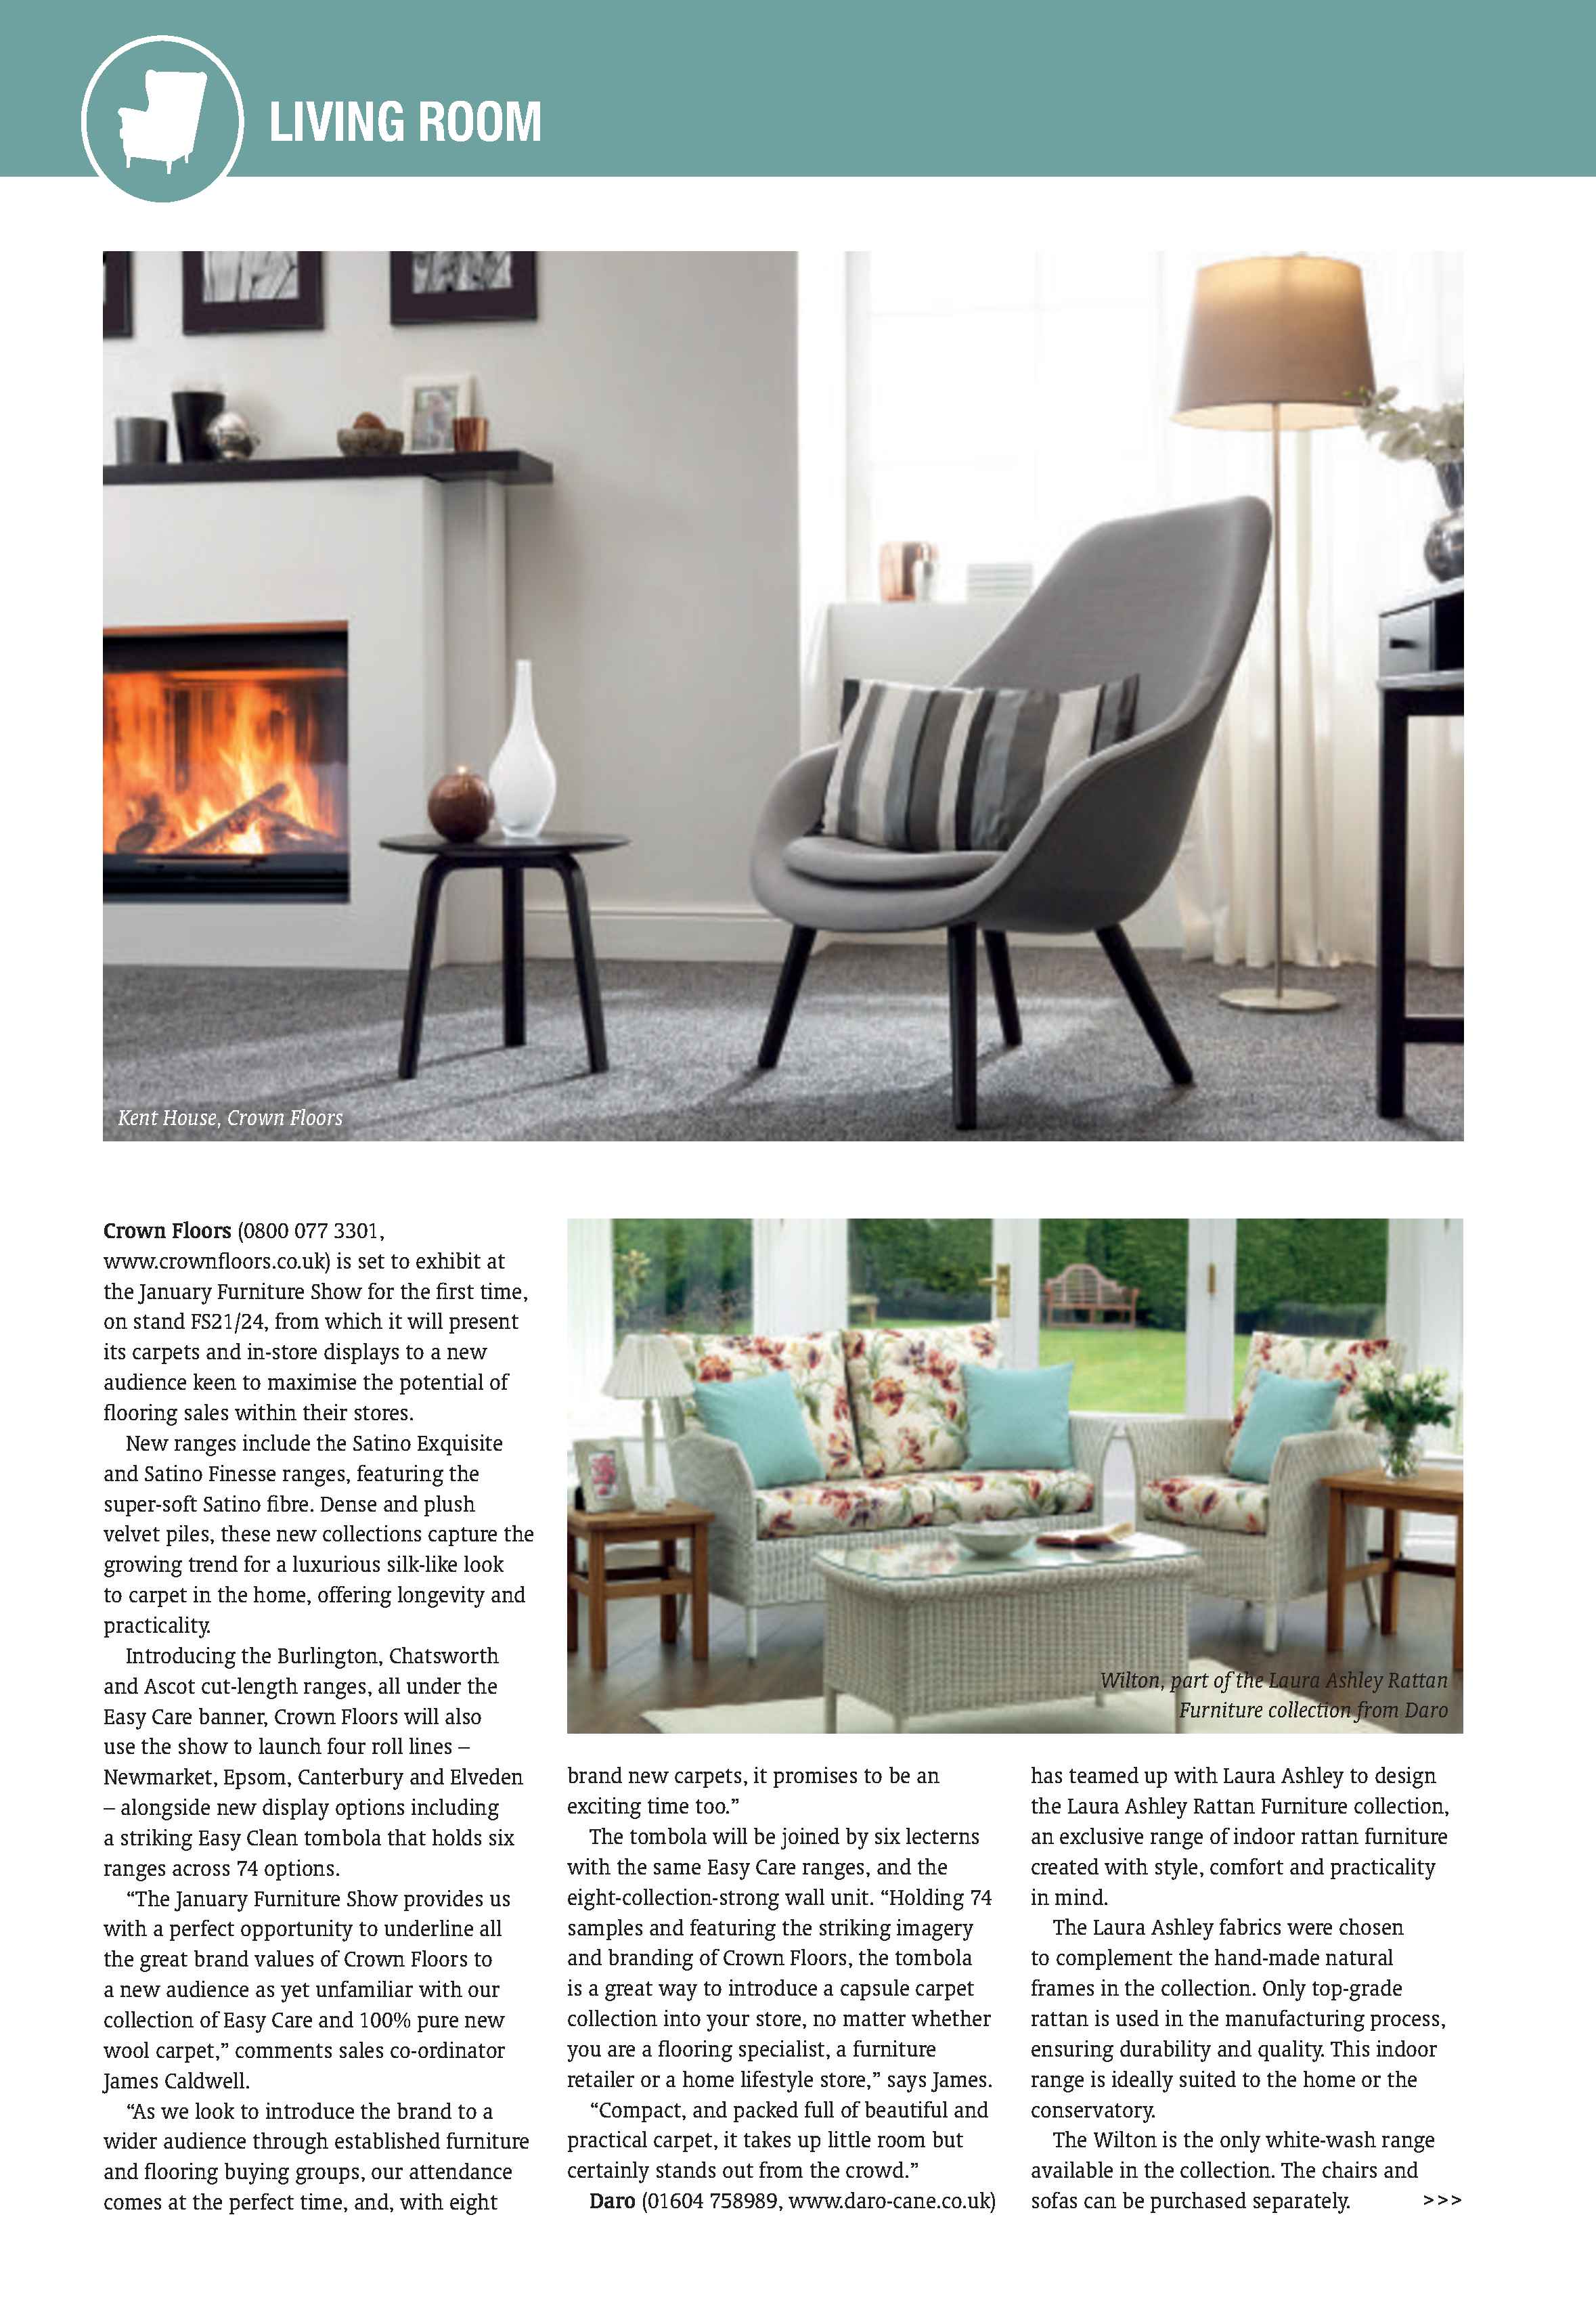 LIVING ROOM
Kent House, Crown Floors
Crown Floors (0800 077 3301,
www.crownfloors.co.uk) is set to exhibit at
the January Furniture Show for the first time,
on stand FS21/24, from which it will present
its carpets and in-store displays to a new
audience keen to maximise the potential of
flooring sales within their stores.
New ranges include the Satino Exquisite
and Satino Finesse ranges, featuring the
super-soft Satino fibre. Dense and plush
velvet piles, these new collections capture the
growing trend for a luxurious silk-like look
to carpet in the home, offering longevity and
practicality.
Introducing the Burlington, Chatsworth
and Ascot cut-length ranges, all under the
Easy Care banner, Crown Floors will also
use the show to launch four roll lines –
Newmarket, Epsom, Canterbury and Elveden
– alongside new display options including
a striking Easy Clean tombola that holds six
ranges across 74 options.
“The January Furniture Show provides us
with a perfect opportunity to underline all
the great brand values of Crown Floors to
a new audience as yet unfamiliar with our
collection of Easy Care and 100% pure new
wool carpet,” comments sales co-ordinator
James Caldwell.
“As we look to introduce the brand to a
wider audience through established furniture
and flooring buying groups, our attendance
comes at the perfect time, and, with eight
Wilton, part of the Laura Ashley Rattan
Furniture collection from Daro
brand new carpets, it promises to be an
exciting time too.”
The tombola will be joined by six lecterns
with the same Easy Care ranges, and the
eight-collection-strong wall unit. “Holding 74
samples and featuring the striking imagery
and branding of Crown Floors, the tombola
is a great way to introduce a capsule carpet
collection into your store, no matter whether
you are a flooring specialist, a furniture
retailer or a home lifestyle store,” says James.
“Compact, and packed full of beautiful and
practical carpet, it takes up little room but
certainly stands out from the crowd.”
Daro (01604 758989, www.daro-cane.co.uk)
has teamed up with Laura Ashley to design
the Laura Ashley Rattan Furniture collection,
an exclusive range of indoor rattan furniture
created with style, comfort and practicality
in mind.
The Laura Ashley fabrics were chosen
to complement the hand-made natural
frames in the collection. Only top-grade
rattan is used in the manufacturing process,
ensuring durability and quality. This indoor
range is ideally suited to the home or the
conservatory.
The Wilton is the only white-wash range
available in the collection. The chairs and
sofas can be purchased separately. >>>